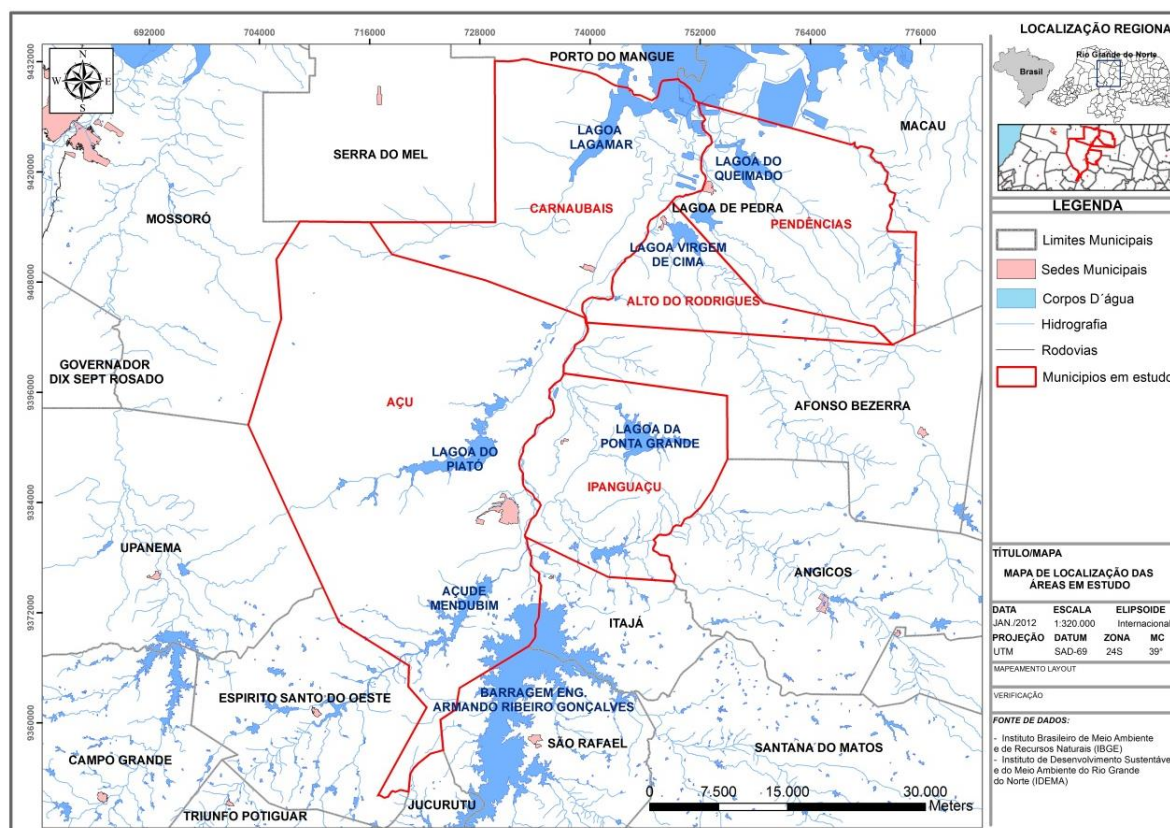 692000
704000
716000
728000
740000
752000
764000
776000
9432000
9420000
9408000
9396000
9384000
9372000
9360000
N
W
E
S
PORTO DO MANGUE
MACAU
LAGOA
LAGAMAR
SERRA DO MEL
LAGOA DO
QUEIMADO
MOSSORÓ
CARNAUBAIS
LAGOA DE PEDRA
PENDÊNCIAS
LAGOA VIRGEM
DE CIMA
ALTO DO RODRIGUES
GOVERNADOR
DIX SEPT ROSADO
AÇU
AFONSO BEZERRA
LAGOA DA
PONTA GRANDE
LAGOA DO
PIATÓ
IPANGUAÇU
UPANEMA
ANGICOS
AÇUDE
MENDUBIM
ITAJÁ
ESPIRITO SANTO DO OESTE
BARRAGEM ENG.
ARMANDO RIBEIRO GONÇALVES
SÃO RAFAEL
SANTANA DO MATOS
CAMPO GRANDE
JUCURUTU
TRIUNFO POTIGUAR
0 7.500 15.000 30.000
Meters
LOCALIZAÇÃO REGIONA
Rio Grande do Norte
Brasil
LEGENDA
Limites Municipais
Sedes Municipais
Corpos D´água
Hidrografia
Rodovias
Municipios em estudo
TÍTULO/MAPA
MAPA DE LOCALIZAÇÃO DAS
ÁREAS EM ESTUDO
DATA ESCALA ELIPSOIDE
JAN./2012 1:320.000 Internacional
PROJEÇÃO DATUM ZONA MC
UTM SAD-69 24S 39°
MAPEAMENTO LAYOUT
VERIFICAÇÃO
FONTE DE DADOS:
- Instituto Brasileiro de Meio Ambiente
e de Recursos Naturais (IBGE)
- Instituto de Desenvolvimento Sustentáve
e do Meio Ambiente do Rio Grande
do Norte (IDEMA)